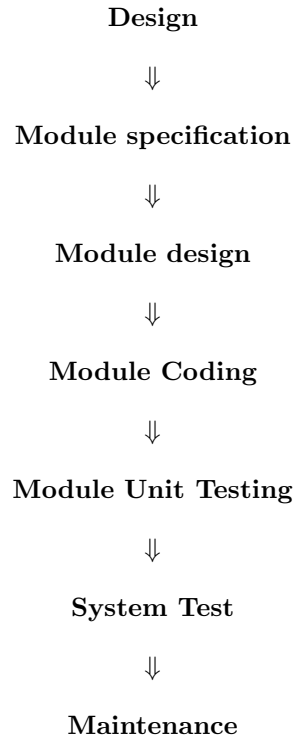 Design
⇓
Module specification
⇓
Module design
⇓
Module Coding
⇓
Module Unit Testing
⇓
System Test
⇓
Maintenance